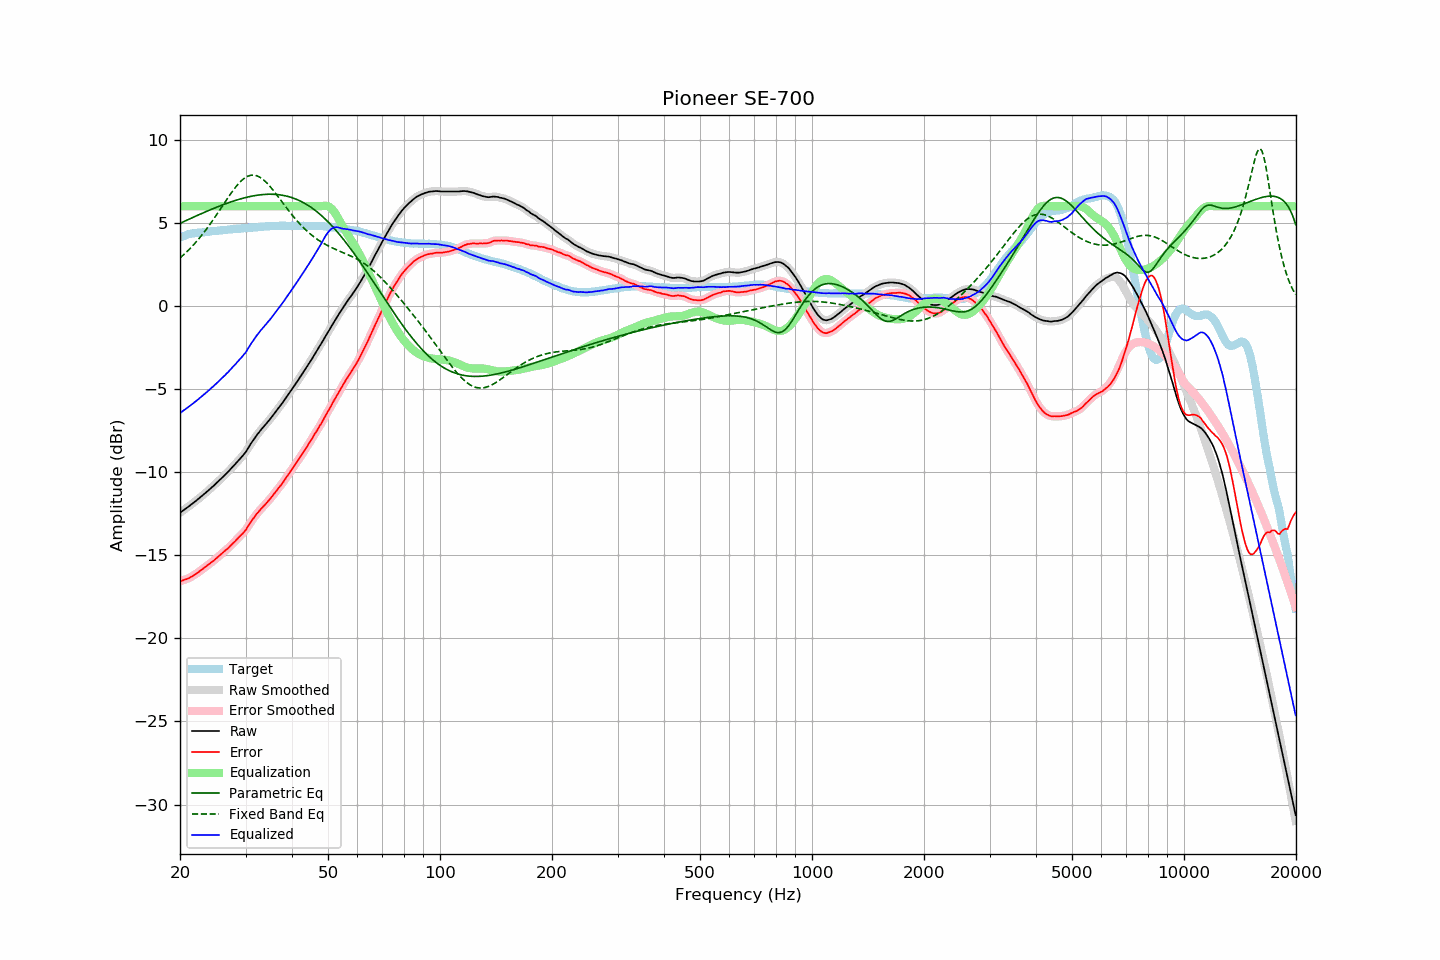 Pioneer SE-700
10
5
0
−5
−10
−15
−20
−25
−30
Amplitude (dBr)
Target
Raw Smoothed
Error Smoothed
Raw
Error
Equalization
Parametric Eq
Fixed Band Eq
Equalized
20 50 100 200 500 1000 2000 5000 10000 20000
Frequency (Hz)